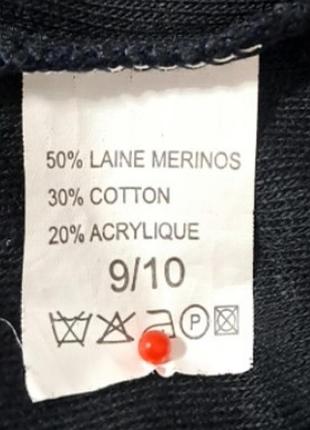 50% LAINE MERINOS
30% COTTON
20% ACRYLIQUE
9/10
P